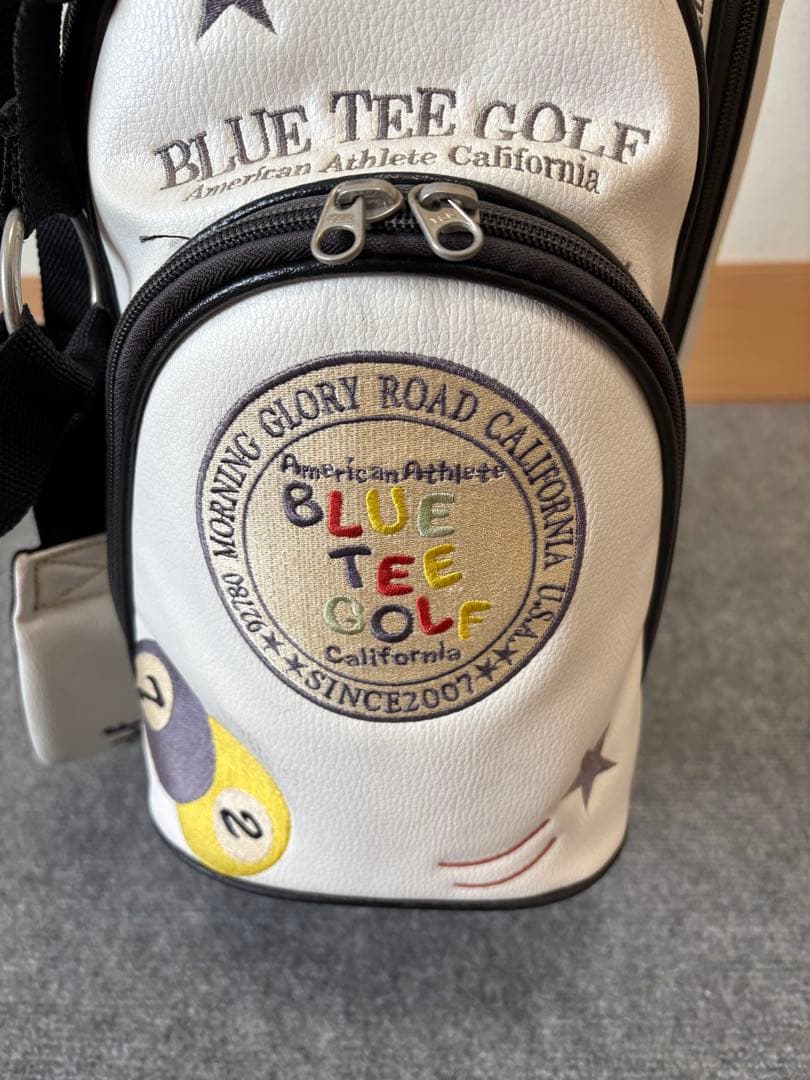 BLUE TEE GOLF
American Athlete California
92780 MORNING GLORY ROAD CALIFORNIA U.S.A.
American Athlete
BLUE
TEE
GOLF
California
★★SINCE2007★★
7
2